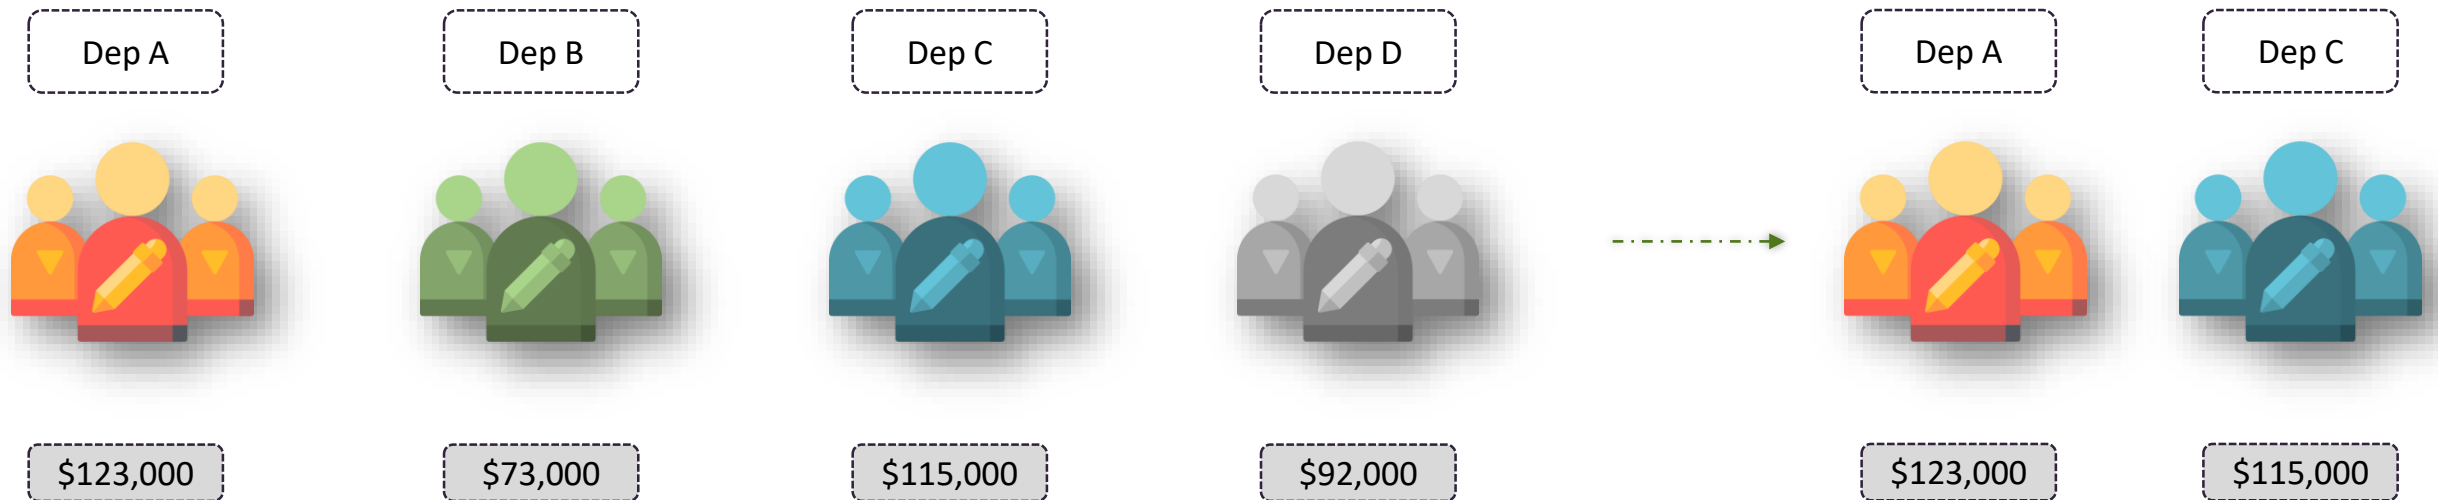 Dep A
Dep B
Dep C
Dep D
Dep A
Dep C
$123,000
$73,000
$115,000
$92,000
$123,000
$115,000